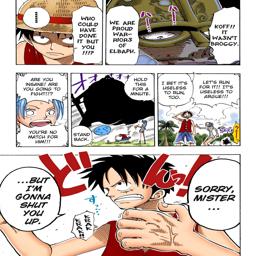 KOFF!!
IT
WASN'T
BROGGY.
WE ARE
PROUD
WAR-
RIORS
OF
ELBAPH.
WHO
COULD
HAVE
DONE IT
BUT YOU
!!!?
LET'S
RUN FOR
IT!! IT'S
USELESS TO
ARGUE!!!
I BET IT'S
USELESS
TO RUN,
TOO.
HOLD
THIS FOR
A MINUTE.
STAND
BACK.
ARE YOU
INSANE!
ARE YOU
GOING TO
FIGHT!!?
YOU'RE NO
MATCH FOR
HIM!!!
SORRY,
MISTER
...
...BUT
I'M
GONNA
SHUT
YOU
UP.
どんっ!!